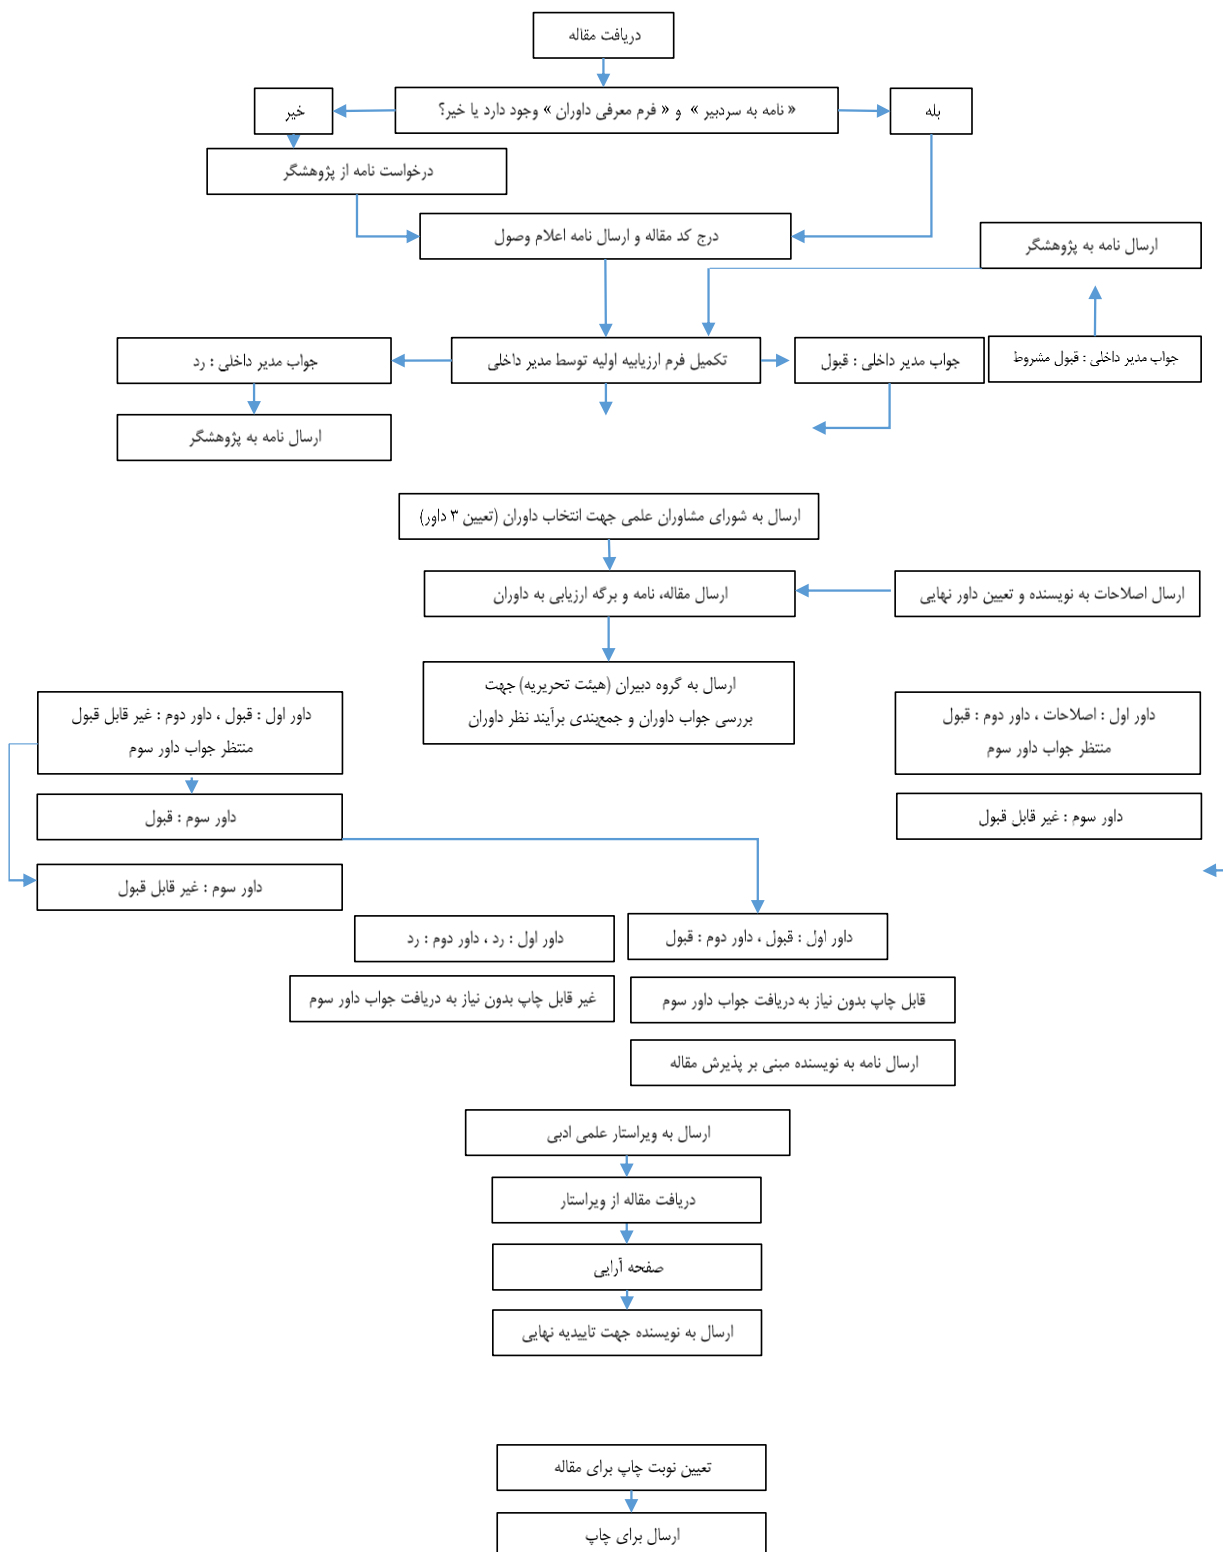 دریافت مقاله
« نامه به سردبیر » و « فرم معرفی داوران » وجود دارد یا خیر؟
بله
خیر
درخواست نامه از پژوهشگر
درج کد مقاله و ارسال نامه اعلام وصول
ارسال نامه به پژوهشگر
جواب مدیر داخلی : قبول مشروط
جواب مدیر داخلی : قبول
تکمیل فرم ارزیابیه اولیه توسط مدیر داخلی
جواب مدیر داخلی : رد
ارسال نامه به پژوهشگر
ارسال به شورای مشاوران علمی جهت انتخاب داوران (تعیین ۳ داور)
ارسال اصلاحات به نویسنده و تعیین داور نهایی
ارسال مقاله، نامه و برگه ارزیابی به داوران
ارسال به گروه دبیران (هیئت تحریریه) جهت
بررسی جواب داوران و جمع‌بندی برآیند نظر داوران
داور اول : اصلاحات ، داور دوم : قبول
منتظر جواب داور سوم
داور اول : قبول ، داور دوم : غیر قابل قبول
منتظر جواب داور سوم
داور سوم : غیر قابل قبول
داور سوم : قبول
داور سوم : غیر قابل قبول
داور اول : قبول ، داور دوم : قبول
داور اول : رد ، داور دوم : رد
قابل چاپ بدون نیاز به دریافت جواب داور سوم
غیر قابل چاپ بدون نیاز به دریافت جواب داور سوم
ارسال نامه به نویسنده مبنی بر پذیرش مقاله
ارسال به ویراستار علمی ادبی
دریافت مقاله از ویراستار
صفحه آرایی
ارسال به نویسنده جهت تاییدیه نهایی
تعیین نوبت چاپ برای مقاله
ارسال برای چاپ